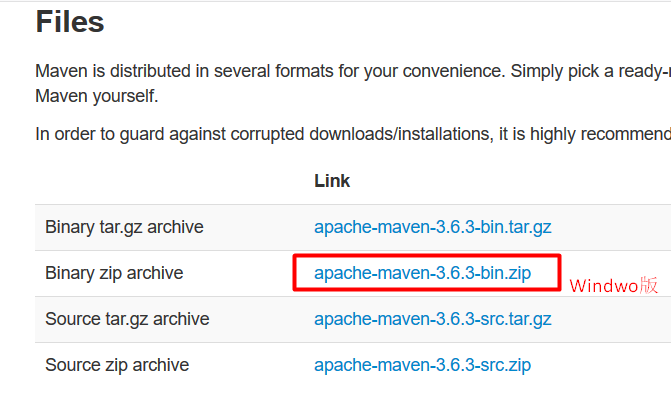 Files
Maven is distributed in several formats for your convenience. Simply pick a ready-
Maven yourself.
In order to guard against corrupted downloads/installations, it is highly recommend
Link
Binary tar.gz archive apache-maven-3.6.3-bin.tar.gz
Binary zip archive apache-maven-3.6.3-bin.zip Windwo版
Source tar.gz archive apache-maven-3.6.3-src.tar.gz
Source zip archive apache-maven-3.6.3-src.zip